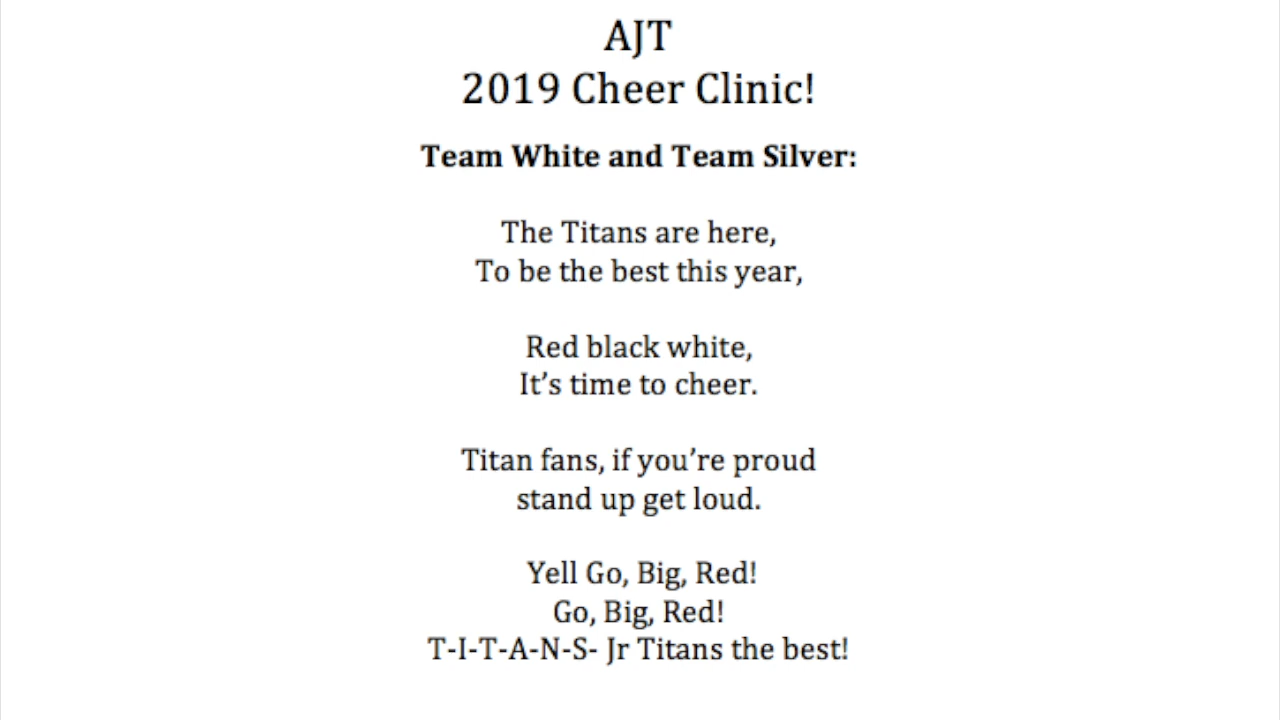 AJT
2019 Cheer Clinic!
Team White and Team Silver:
The Titans are here,
To be the best this year,
Red black white,
It’s time to cheer.
Titan fans, if you’re proud
stand up get loud.
Yell Go, Big, Red!
Go, Big, Red!
T-I-T-A-N-S- Jr Titans the best!